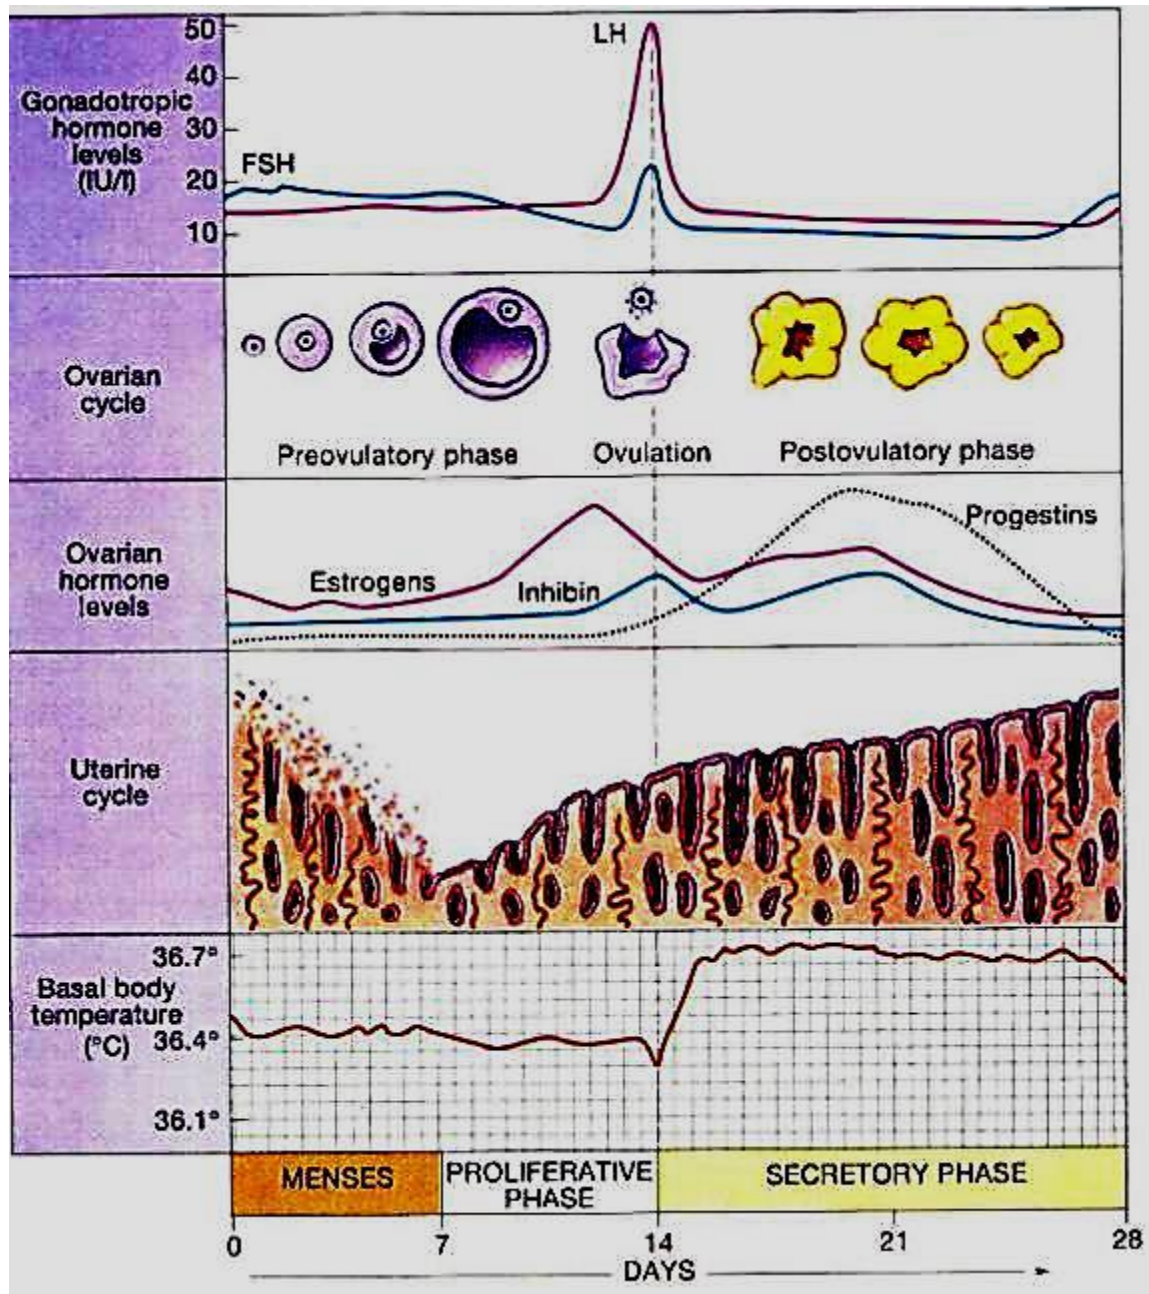 50
LH
40
Gonadotropic
hormone
levels
(IU/l)
30
FSH
20
10
Ovarian
cycle
Preovulatory phase
Ovulation
Postovulatory phase
Ovarian
hormone
levels
Estrogens
Inhibin
Progestins
Uterine
cycle
36.7°
Basal body
temperature
(°C)
36.4°
36.1°
MENSES
PROLIFERATIVE
PHASE
SECRETORY PHASE
0
7
14
21
28
DAYS